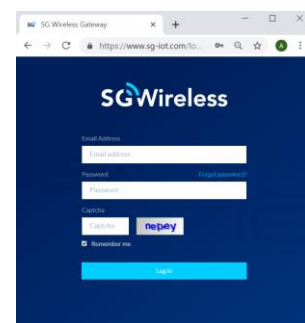 SG Wireless Gateway
https://www.sg-iot.com/lo...
A
SGWireless
Email Address
Email address
Password Forgot password?
Password
Captcha
Captcha nepey
Remember me
Log In